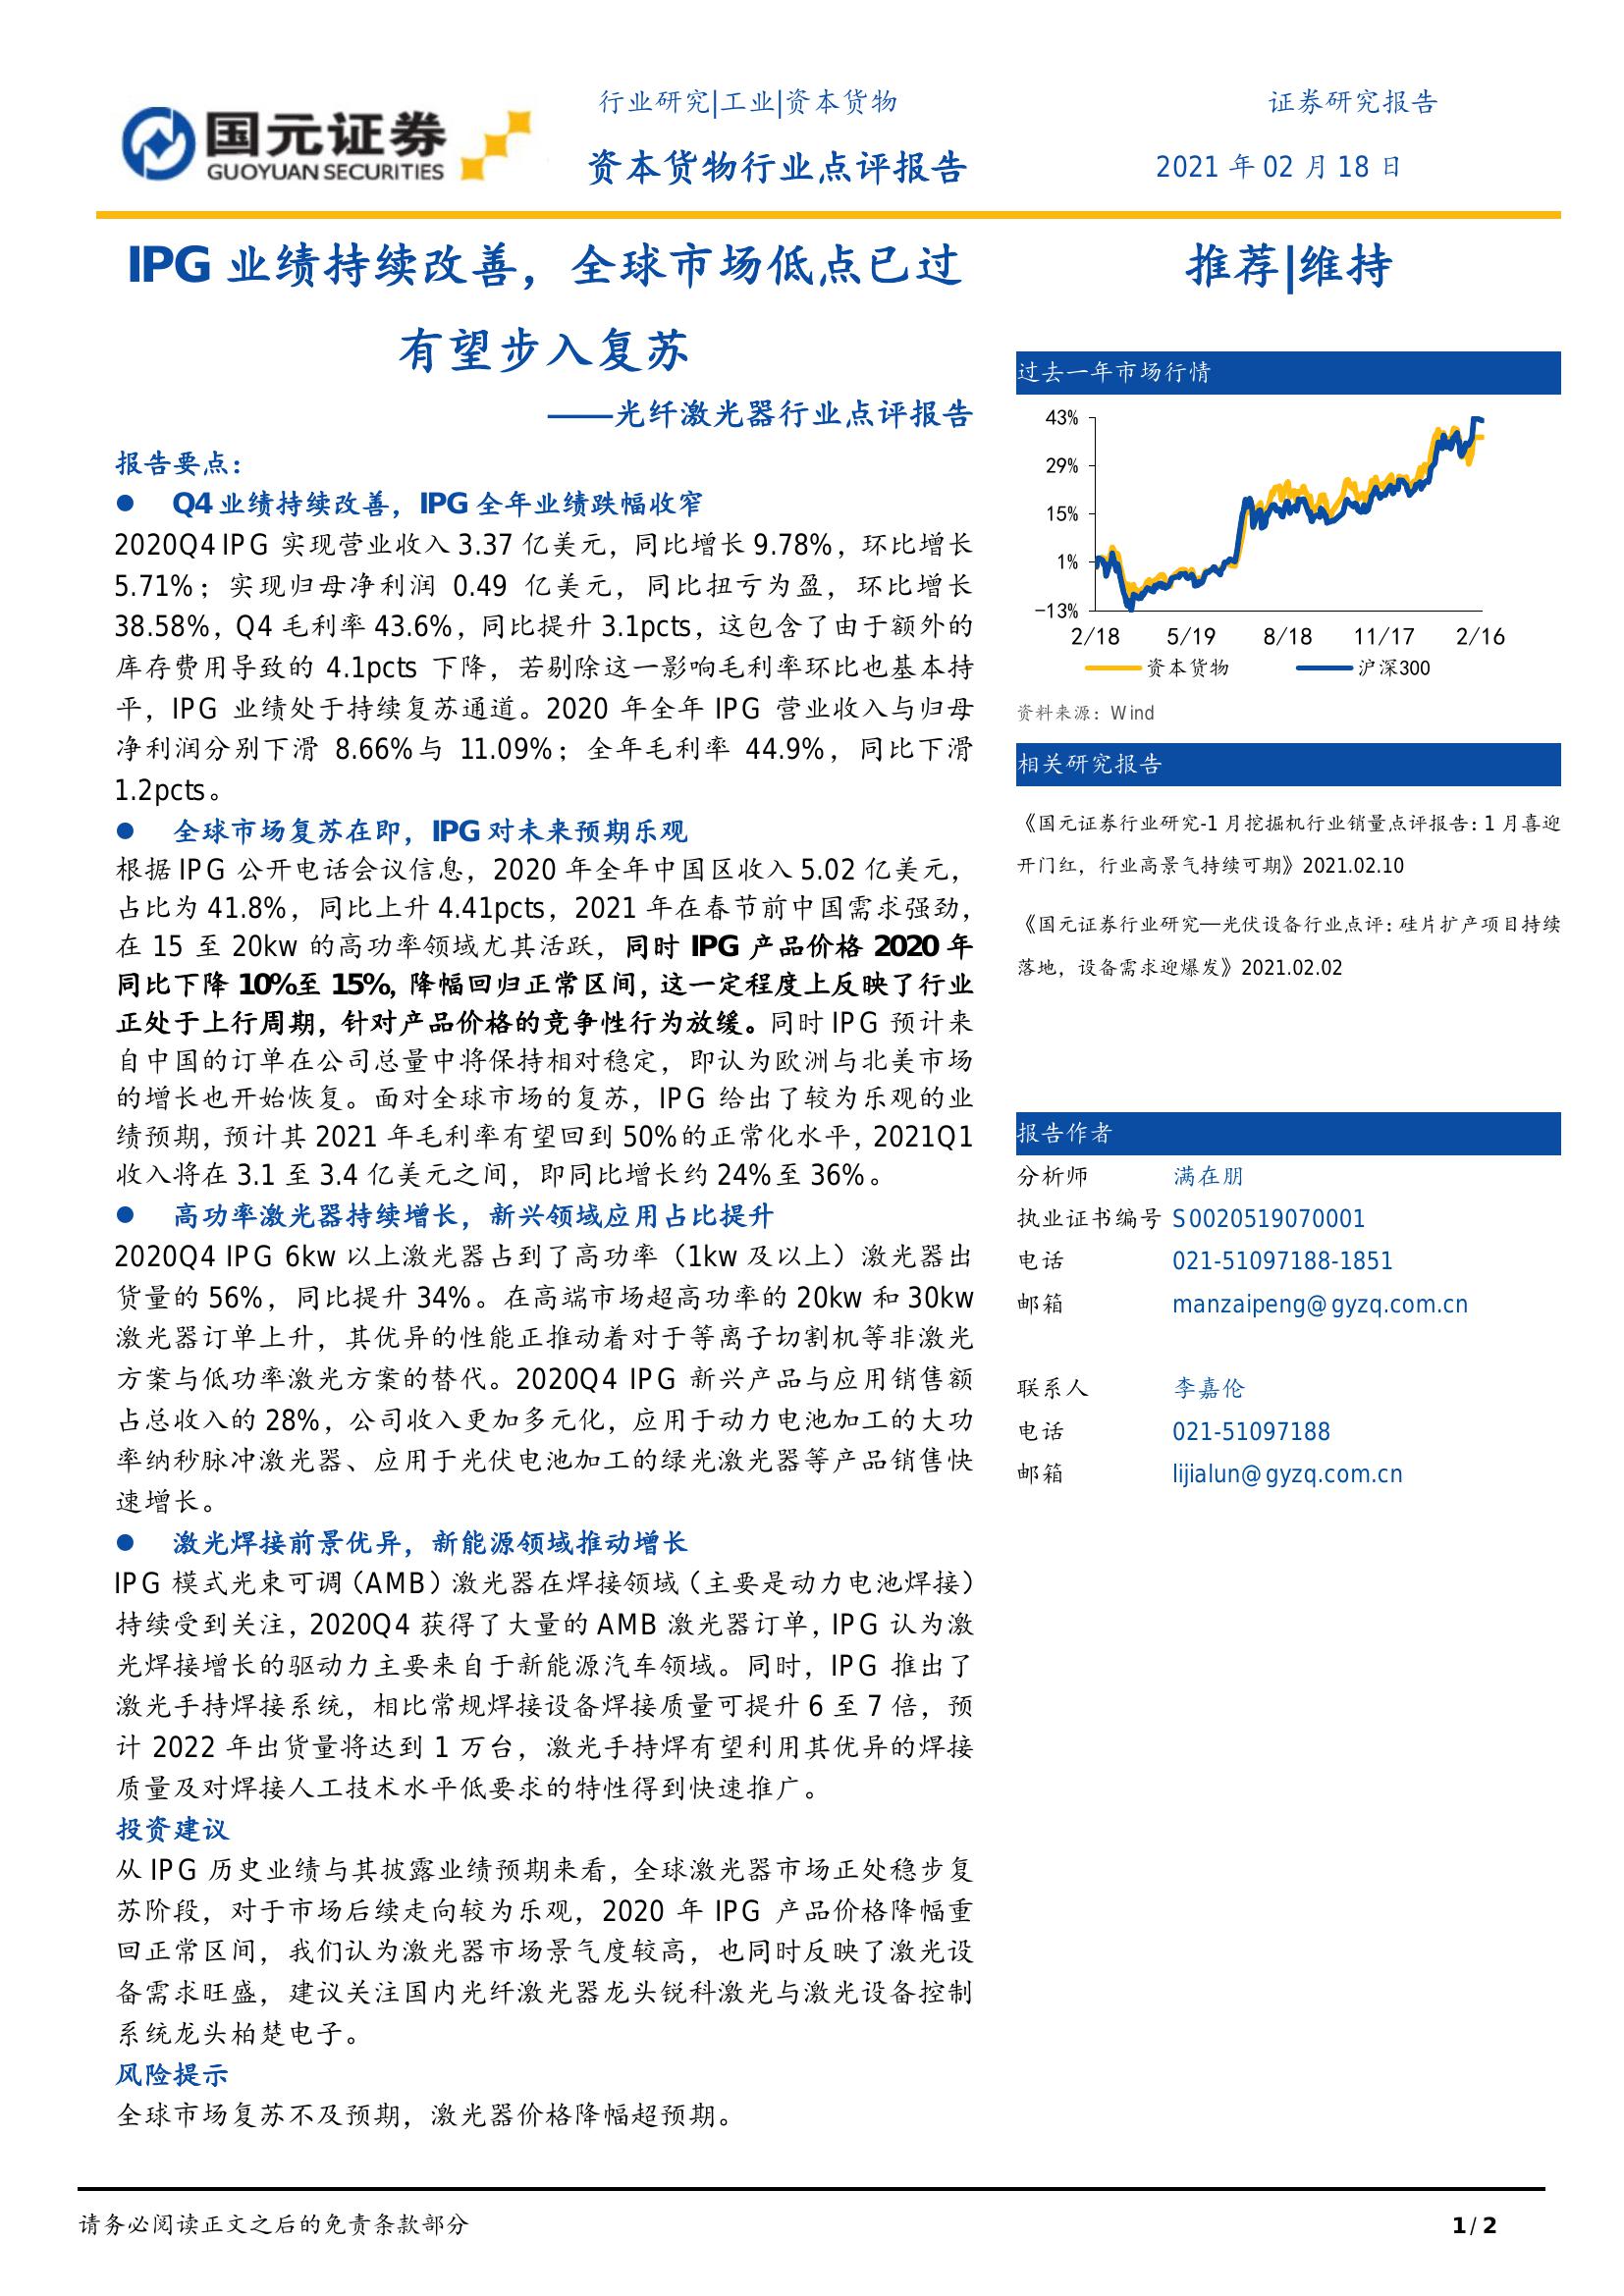 国元证券
GUOYUAN SECURITIES
行业研究|工业|资本货物
证券研究报告
资本货物行业点评报告
2021 年 02 月 18 日
IPG 业绩持续改善，全球市场低点已过
有望步入复苏
——光纤激光器行业点评报告
报告要点：
● Q4 业绩持续改善，IPG 全年业绩跌幅收窄
2020Q4 IPG 实现营业收入 3.37 亿美元，同比增长 9.78%，环比增长
5.71%；实现归母净利润 0.49 亿美元，同比扭亏为盈，环比增长
38.58%，Q4 毛利率 43.6%，同比提升 3.1pcts，这包含了由于额外的
库存费用导致的 4.1pcts 下降，若剔除这一影响毛利率环比也基本持
平，IPG 业绩处于持续复苏通道。2020 年全年 IPG 营业收入与归母
净利润分别下滑 8.66%与 11.09%；全年毛利率 44.9%，同比下滑
1.2pcts。
● 全球市场复苏在即，IPG 对未来预期乐观
根据 IPG 公开电话会议信息，2020 年全年中国区收入 5.02 亿美元，
占比为 41.8%，同比上升 4.41pcts，2021 年在春节前中国需求强劲，
在 15 至 20kw 的高功率领域尤其活跃，同时 IPG 产品价格 2020 年
同比下降 10%至 15%，降幅回归正常区间，这一定程度上反映了行业
正处于上行周期，针对产品价格的竞争性行为放缓。同时 IPG 预计来
自中国的订单在公司总量中将保持相对稳定，即认为欧洲与北美市场
的增长也开始恢复。面对全球市场的复苏，IPG 给出了较为乐观的业
绩预期，预计其 2021 年毛利率有望回到 50%的正常化水平，2021Q1
收入将在 3.1 至 3.4 亿美元之间，即同比增长约 24%至 36%。
● 高功率激光器持续增长，新兴领域应用占比提升
2020Q4 IPG 6kw 以上激光器占到了高功率（1kw 及以上）激光器出
货量的 56%，同比提升 34%。在高端市场超高功率的 20kw 和 30kw
激光器订单上升，其优异的性能正推动着对于等离子切割机等非激光
方案与低功率激光方案的替代。2020Q4 IPG 新兴产品与应用销售额
占总收入的 28%，公司收入更加多元化，应用于动力电池加工的大功
率纳秒脉冲激光器、应用于光伏电池加工的绿光激光器等产品销售快
速增长。
● 激光焊接前景优异，新能源领域推动增长
IPG 模式光束可调（AMB）激光器在焊接领域（主要是动力电池焊接）
持续受到关注，2020Q4 获得了大量的 AMB 激光器订单，IPG 认为激
光焊接增长的驱动力主要来自于新能源汽车领域。同时，IPG 推出了
激光手持焊接系统，相比常规焊接设备焊接质量可提升 6 至 7 倍，预
计 2022 年出货量将达到 1 万台，激光手持焊有望利用其优异的焊接
质量及对焊接人工技术水平低要求的特性得到快速推广。
投资建议
从 IPG 历史业绩与其披露业绩预期来看，全球激光器市场正处稳步复
苏阶段，对于市场后续走向较为乐观，2020 年 IPG 产品价格降幅重
回正常区间，我们认为激光器市场景气度较高，也同时反映了激光设
备需求旺盛，建议关注国内光纤激光器龙头锐科激光与激光设备控制
系统龙头柏楚电子。
风险提示
全球市场复苏不及预期，激光器价格降幅超预期。
推荐|维持
过去一年市场行情
43%
29%
15%
1%
-13%
2/18 5/19 8/18 11/17 2/16
资本货物 沪深300
资料来源：Wind
相关研究报告
《国元证券行业研究-1 月挖掘机行业销量点评报告：1 月喜迎
开门红，行业高景气持续可期》2021.02.10
《国元证券行业研究—光伏设备行业点评：硅片扩产项目持续
落地，设备需求迎爆发》2021.02.02
报告作者
分析师 满在朋
执业证书编号 S0020519070001
电话 021-51097188-1851
邮箱 manzaipeng@gyzq.com.cn
联系人 李嘉伦
电话 021-51097188
邮箱 lijialun@gyzq.com.cn
请务必阅读正文之后的免责条款部分
1 / 2